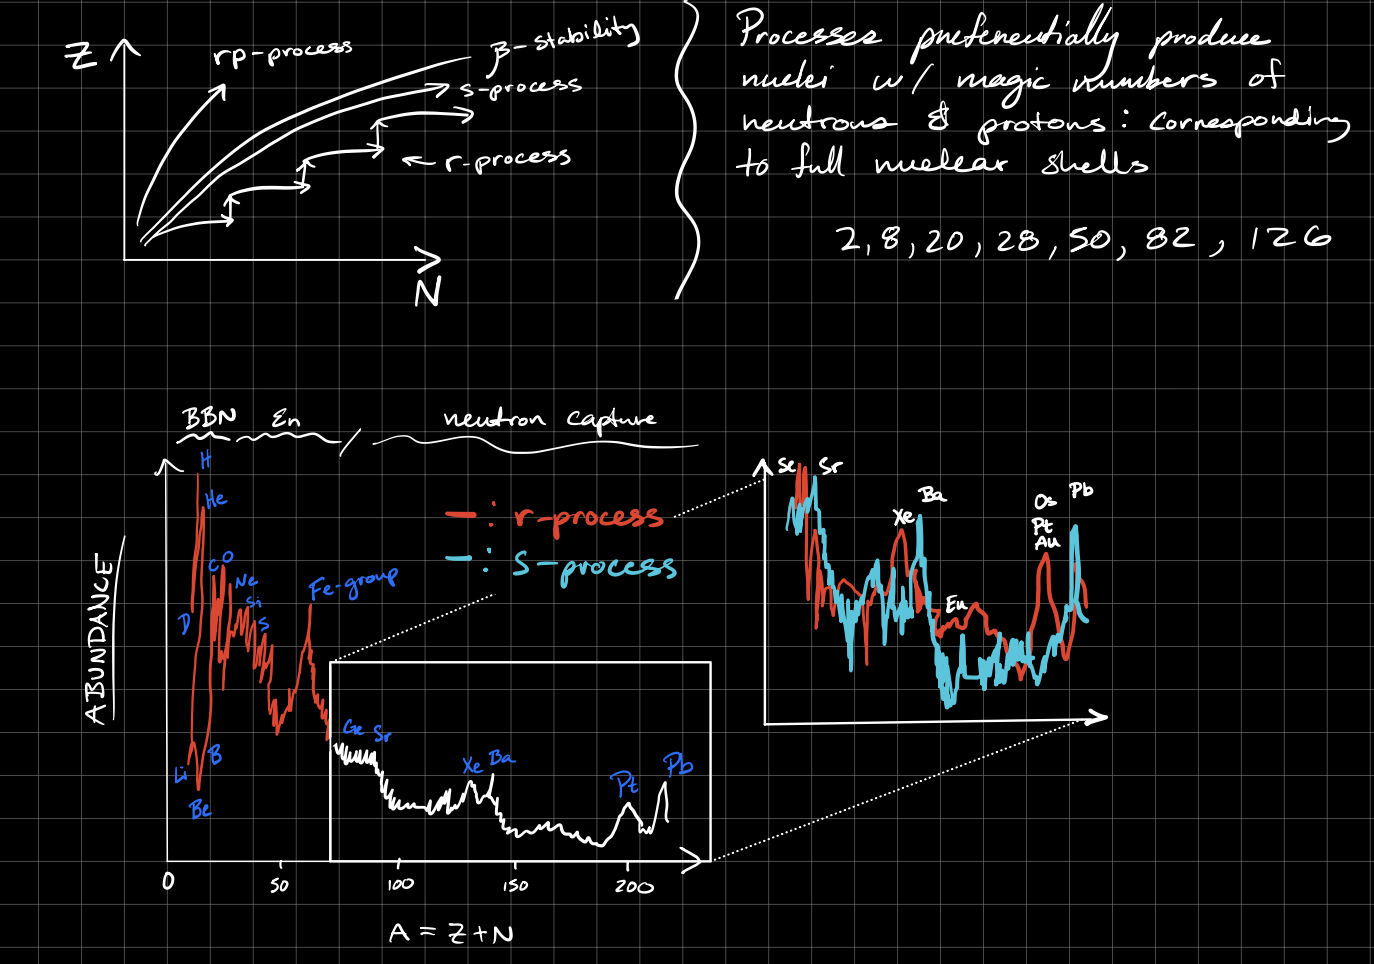 Z
rp-process
β-stability
s-process
← r-process
N
Processes preferentially produce
nuclei w/ magic numbers of
neutrons & protons: corresponding
to full nuclear shells
2, 8, 20, 28, 50, 82, 126
BBN
En
/
neutron capture
ABUNDANCE
H
He
D
C
O
Ne
Si
S
Fe-group
Li
B
Be
— : r-process
— : s-process
Ge
Sr
Xe
Ba
Pt
Pb
0
50
100
150
200
A = Z + N
Se
Sr
Xe
Ba
Eu
Os
Pt
Au
Pb